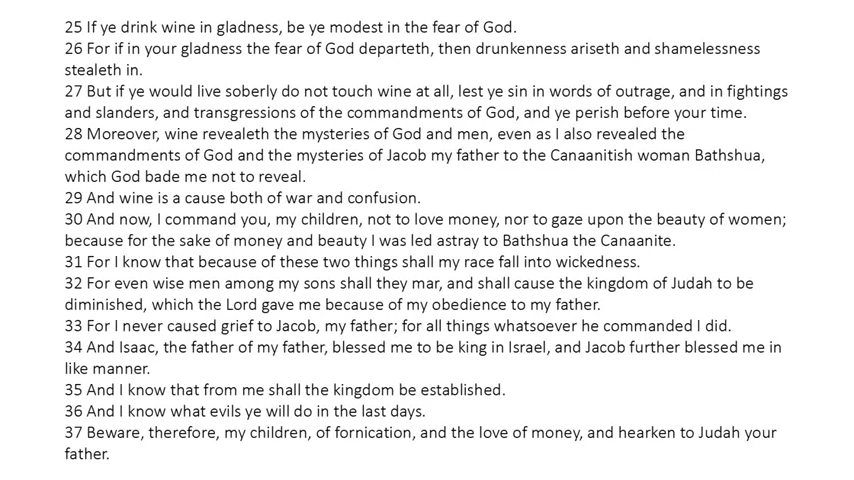 25 If ye drink wine in gladness, be ye modest in the fear of God.
26 For if in your gladness the fear of God departeth, then drunkenness ariseth and shamelessness
stealeth in.
27 But if ye would live soberly do not touch wine at all, lest ye sin in words of outrage, and in fightings
and slanders, and transgressions of the commandments of God, and ye perish before your time.
28 Moreover, wine revealeth the mysteries of God and men, even as I also revealed the
commandments of God and the mysteries of Jacob my father to the Canaanitish woman Bathshua,
which God bade me not to reveal.
29 And wine is a cause both of war and confusion.
30 And now, I command you, my children, not to love money, nor to gaze upon the beauty of women;
because for the sake of money and beauty I was led astray to Bathshua the Canaanite.
31 For I know that because of these two things shall my race fall into wickedness.
32 For even wise men among my sons shall they mar, and shall cause the kingdom of Judah to be
diminished, which the Lord gave me because of my obedience to my father.
33 For I never caused grief to Jacob, my father; for all things whatsoever he commanded I did.
34 And Isaac, the father of my father, blessed me to be king in Israel, and Jacob further blessed me in
like manner.
35 And I know that from me shall the kingdom be established.
36 And I know what evils ye will do in the last days.
37 Beware, therefore, my children, of fornication, and the love of money, and hearken to Judah your
father.